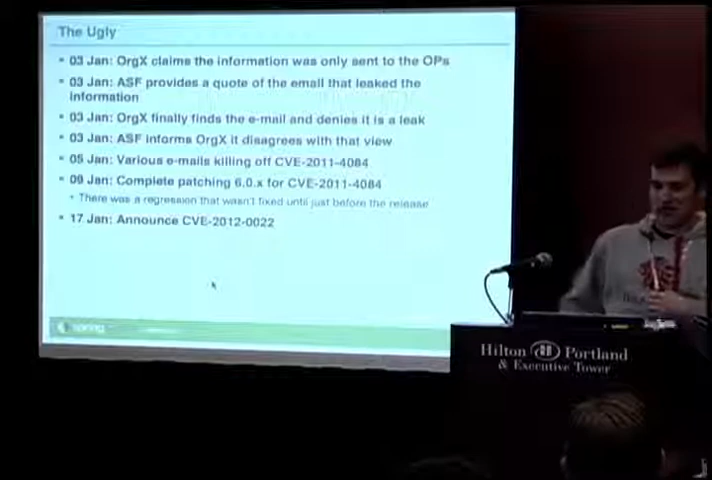 The Ugly
03 Jan: OrgX claims the information was only sent to the OPs
03 Jan: ASF provides a quote of the email that leaked the
information
03 Jan: OrgX finally finds the e-mail and denies it is a leak
03 Jan: ASF informs OrgX it disagrees with that view
05 Jan: Various e-mails killing off CVE-2011-4084
09 Jan: Complete patching 6.0.x for CVE-2011-4084
There was a regression that wasn't fixed until just before the release
17 Jan: Announce CVE-2012-0022
Hilton Portland
& Executive Tower